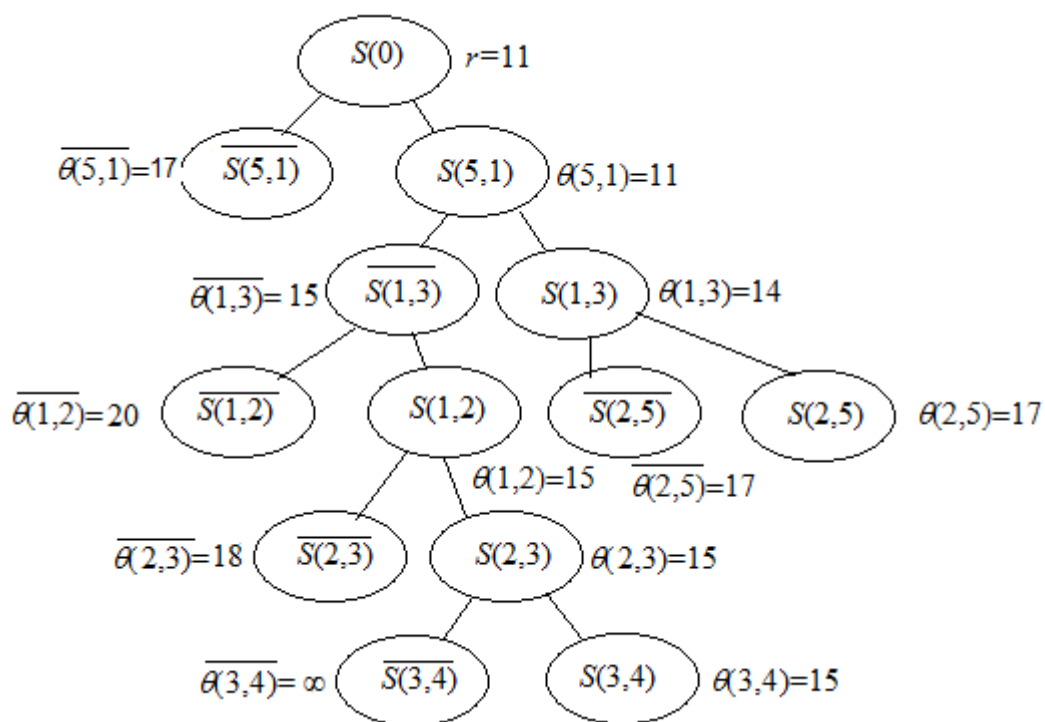 S(0) r=11
θ̅(̅5̅,̅1̅)̅=17 S̅(̅5̅,̅1̅)̅ S(5,1) θ(5,1)=11
θ̅(̅1̅,̅3̅)̅= 15 S̅(̅1̅,̅3̅)̅ S(1,3) θ(1,3)=14
θ̅(̅1̅,̅2̅)̅= 20 S̅(̅1̅,̅2̅)̅ S(1,2) S̅(̅2̅,̅5̅)̅ S(2,5) θ(2,5)=17
θ(1,2)=15 θ̅(̅2̅,̅5̅)̅=17
θ̅(̅2̅,̅3̅)̅=18 S̅(̅2̅,̅3̅)̅ S(2,3) θ(2,3)=15
θ̅(̅3̅,̅4̅)̅= ∞ S̅(̅3̅,̅4̅)̅ S(3,4) θ(3,4)=15